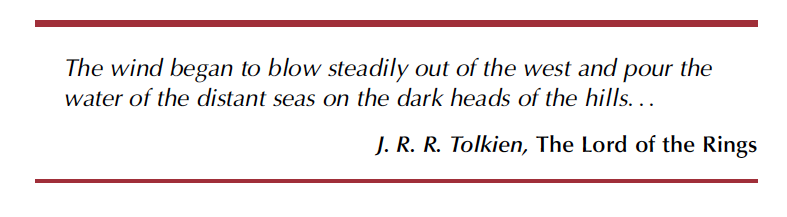 The wind began to blow steadily out of the west and pour the
water of the distant seas on the dark heads of the hills. . .
J. R. R. Tolkien, The Lord of the Rings